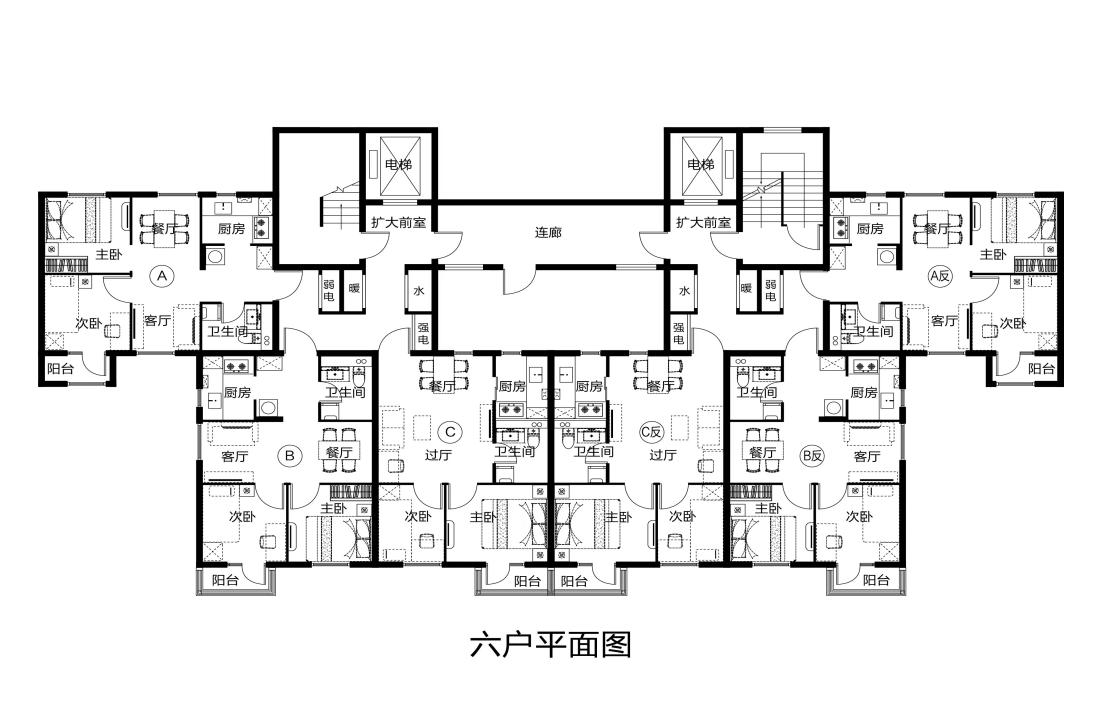 电梯
电梯
扩大前室
连廊
扩大前室
餐厅
厨房
主卧
A
次卧
客厅
卫生间
阳台
弱电
暖
水
强电
水
强电
暖
弱电
厨房
餐厅
主卧
A反
卫生间
客厅
次卧
阳台
厨房
卫生间
客厅
B
餐厅
次卧
主卧
阳台
餐厅
厨房
C
过厅
卫生间
次卧
主卧
阳台
厨房
餐厅
C反
卫生间
过厅
主卧
次卧
阳台
卫生间
厨房
餐厅
B反
客厅
主卧
次卧
阳台
六户平面图